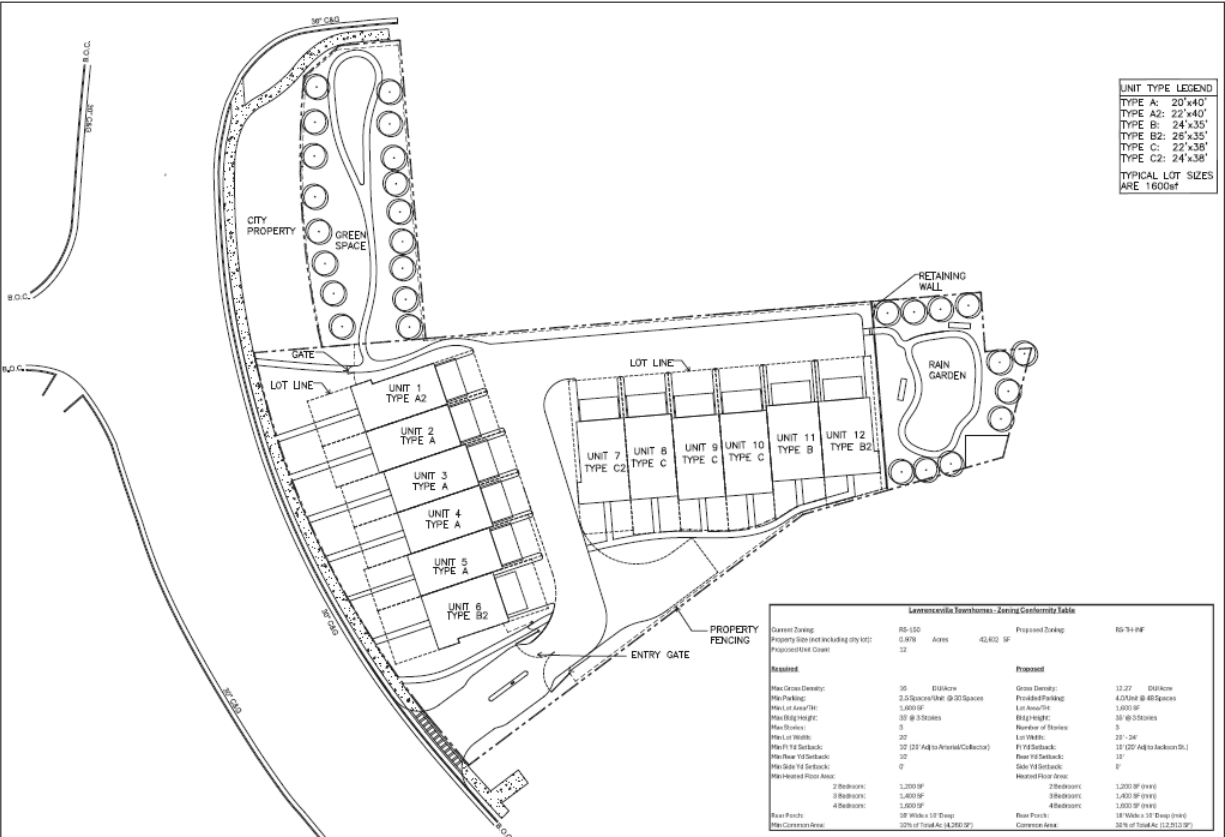 30" C&G
B.O.C.
30" C&G
UNIT TYPE LEGEND
TYPE A: 20'x40'
TYPE A2: 22'x40'
TYPE B: 24'x35'
TYPE B2: 26'x35'
TYPE C: 22'x38'
TYPE C2: 24'x38'
TYPICAL LOT SIZES
ARE 1600sf
CITY
PROPERTY
GREEN
SPACE
B.O.C.
RETAINING
WALL
GATE
LOT LINE
B.O.C.
RAIN
GARDEN
LOT LINE
UNIT 1
TYPE A2
UNIT 2
TYPE A
UNIT 3
TYPE A
UNIT 4
TYPE A
UNIT 5
TYPE A
UNIT 6
TYPE B2
UNIT 7
TYPE C2
UNIT 8
TYPE C
UNIT 9
TYPE C
UNIT 10
TYPE C
UNIT 11
TYPE B
UNIT 12
TYPE B2
30" C&G
PROPERTY
FENCING
ENTRY GATE
30" C&G
B.O.C.
Lawrenceville Townhomes - Zoning Conformity Table
Current Zoning: RS-150 Proposed Zoning: RS-TH-INF
Property Size (not including city lot): 0.978 Acres 42,602 SF
Proposed Unit Count 12
Required Proposed
Max Gross Density: 16 DU/Acre Gross Density: 12.27 DU/Acre
Min Parking: 2.5 Spaces/Unit @ 30 Spaces Provided Parking: 4.0/Unit @ 48 Spaces
Min Lot Area/TH: 1,600 SF Lot Area/TH: 1,600 SF
Max Bldg Height: 35' @ 3 Stories Bldg Height: 35' @ 3 Stories
Max Stories: 3 Number of Stories: 3
Min Lot Width: 20' Lot Width: 20' - 24'
Min Ft Yd Setback: 10' (20' Adj to Arterial/Collector) Ft Yd Setback: 10' (20' Adj to Jackson St.)
Min Rear Yd Setback: 10' Rear Yd Setback: 10'
Min Side Yd Setback: 0' Side Yd Setback: 0'
Min Heated Floor Area: Heated Floor Area:
2 Bedroom: 1,200 SF 2 Bedroom: 1,200 SF (min)
3 Bedroom: 1,400 SF 3 Bedroom: 1,400 SF (min)
4 Bedroom: 1,600 SF 4 Bedroom: 1,600 SF (min)
Rear Porch: 18' Wide x 10' Deep Rear Porch: 18' Wide x 10' Deep (min)
Min Common Area: 10% of Total Ac (4,260 SF) Common Area: 30% of Total Ac (12,913 SF)